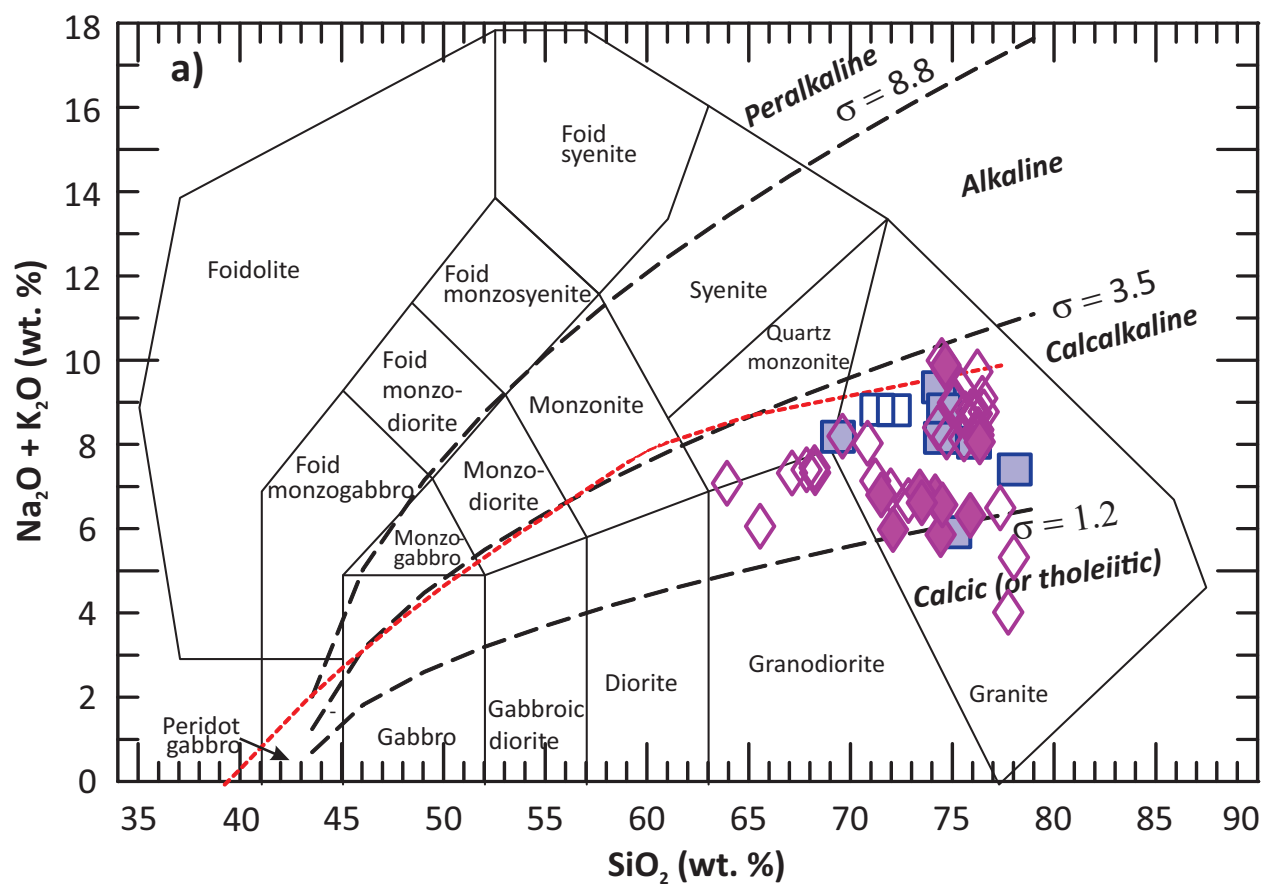 a)
18
16
14
12
10
8
6
4
2
0
Na₂O + K₂O (wt. %)
35
40
45
50
55
60
65
70
75
80
85
90
SiO₂ (wt. %)
Peralkaline
σ = 8.8
Alkaline
σ = 3.5
Calcalkaline
σ = 1.2
Calcic (or tholeiitic)
Foid
syenite
Foidolite
Foid
monzosyenite
Syenite
Quartz
monzonite
Foid
monzo-
diorite
Monzonite
Foid
monzogabbro
Monzo-
diorite
Monzo-
gabbro
Peridot
gabbro
Gabbro
Gabbroic
diorite
Diorite
Granodiorite
Granite